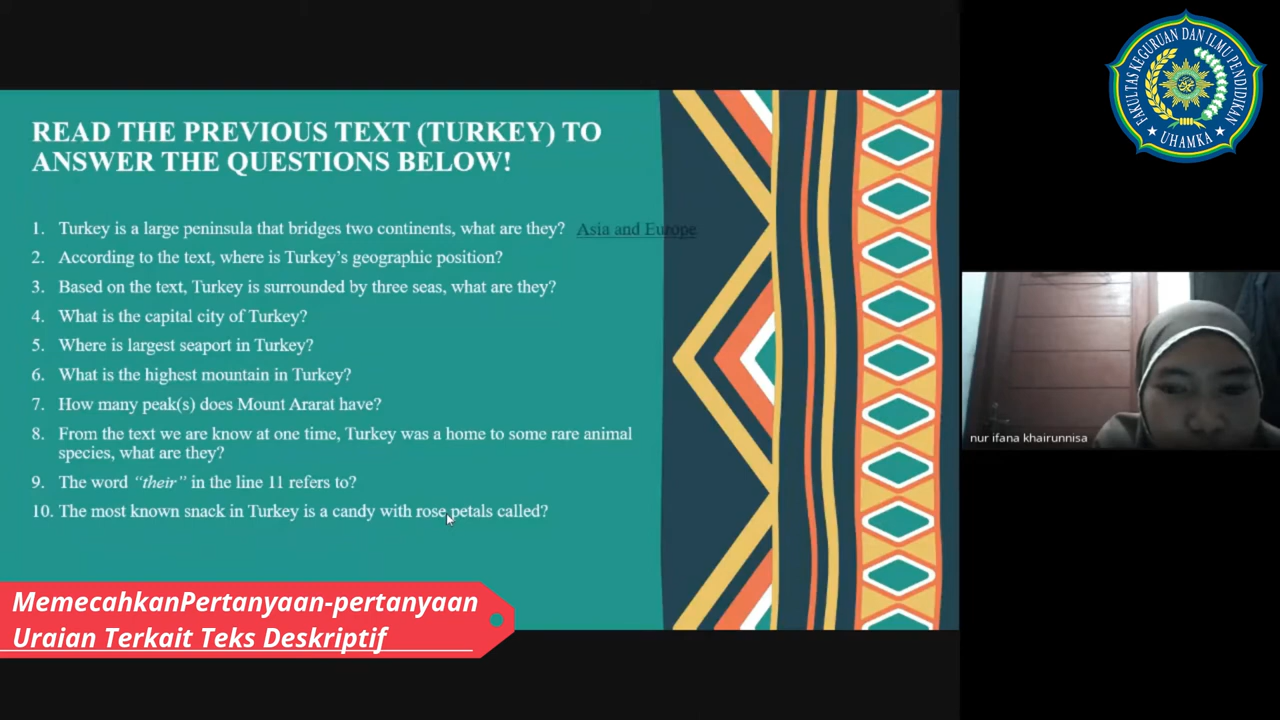 READ THE PREVIOUS TEXT (TURKEY) TO
ANSWER THE QUESTIONS BELOW!
1. Turkey is a large peninsula that bridges two continents, what are they? Asia and Europe
2. According to the text, where is Turkey's geographic position?
3. Based on the text, Turkey is surrounded by three seas, what are they?
4. What is the capital city of Turkey?
5. Where is largest seaport in Turkey?
6. What is the highest mountain in Turkey?
7. How many peak(s) does Mount Ararat have?
8. From the text we are know at one time, Turkey was a home to some rare animal
species, what are they?
9. The word “their” in the line 11 refers to?
10. The most known snack in Turkey is a candy with rose petals called?
MemecahkanPertanyaan-pertanyaan
Uraian Terkait Teks Deskriptif
FAKULTAS KEGURUAN DAN ILMU PENDIDIKAN
UHAMKA
nur ifana khairunnisa